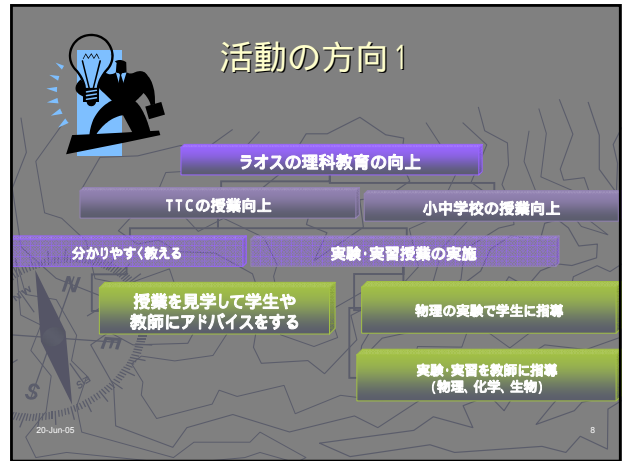 活動の方向1
ラオスの理科教育の向上
TTCの授業向上
小中学校の授業向上
分かりやすく教える
実験・実習授業の実施
授業を見学して学生や
教師にアドバイスをする
物理の実験で学生に指導
実験・実習を教師に指導
(物理、化学、生物)
N
NW
E
S
SE
20-Jun-05
8